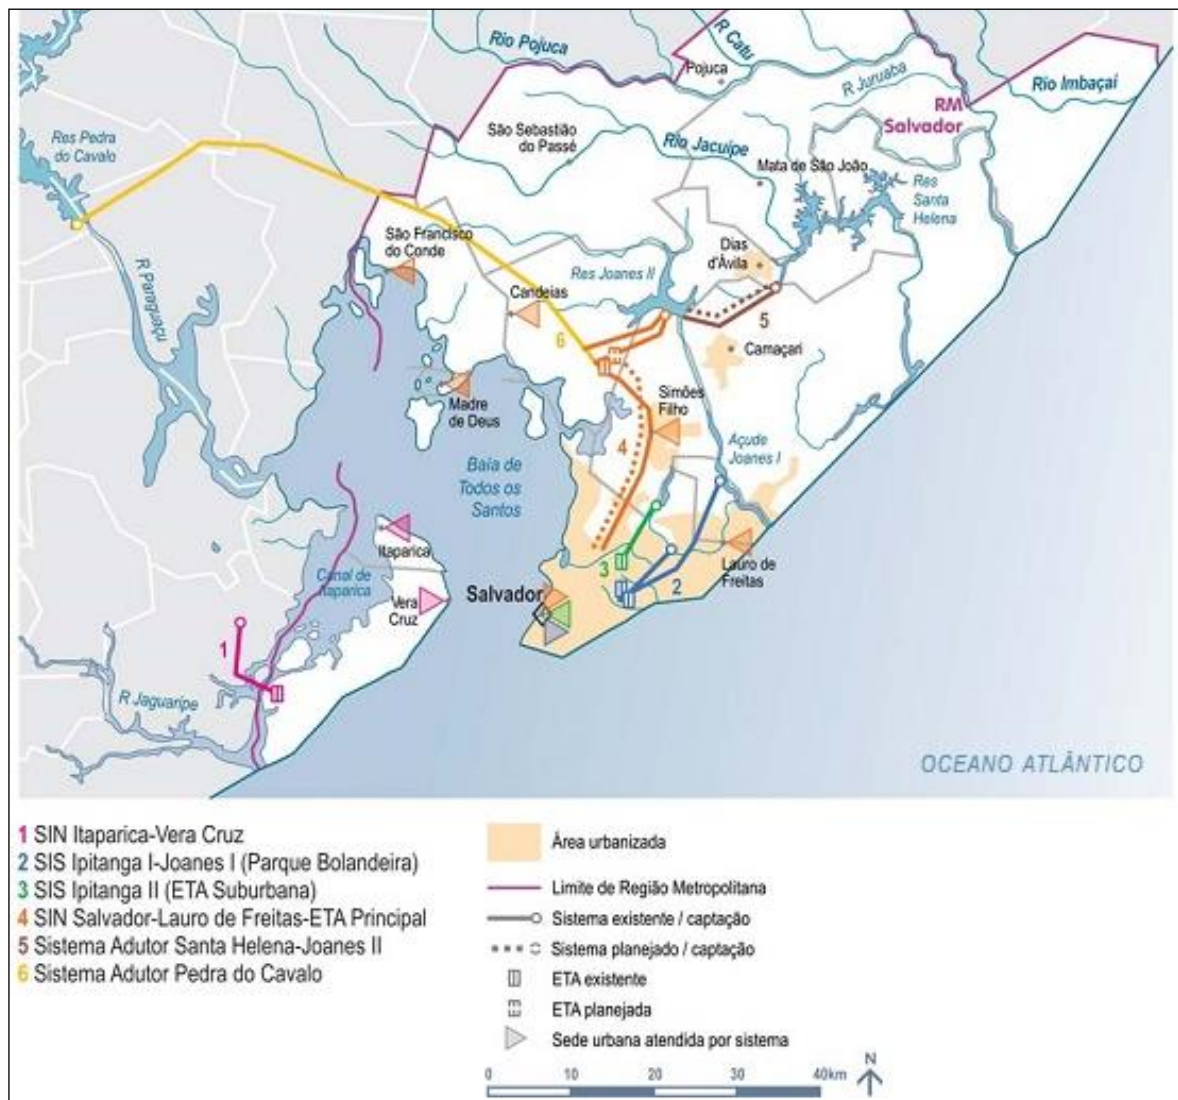 Rio Pojuca
R Catu
Pojuca
R Juruaba
Rio Imbaçaí
RM
Salvador
Res Pedra
do Cavalo
São Sebastião
do Passé
Rio Jacuípe
Mata de São João
Res
Santa
Helena
São Francisco
do Conde
Dias
d'Ávila
Res Joanes II
R Paraguaçu
Candeias
6
5
Camaçari
Madre
de Deus
Simões
Filho
4
Açude
Joanes I
Baía de
Todos os
Santos
Itaparica
Canal de
Itaparica
3
Lauro de
Freitas
2
Vera
Cruz
Salvador
1
R Jaguaripe
OCEANO ATLÂNTICO
1 SIN Itaparica-Vera Cruz
2 SIS Ipitanga I-Joanes I (Parque Bolandeira)
3 SIS Ipitanga II (ETA Suburbana)
4 SIN Salvador-Lauro de Freitas-ETA Principal
5 Sistema Adutor Santa Helena-Joanes II
6 Sistema Adutor Pedra do Cavalo
Área urbanizada
Limite de Região Metropolitana
Sistema existente / captação
Sistema planejado / captação
ETA existente
ETA planejada
Sede urbana atendida por sistema
0 10 20 30 40km
N